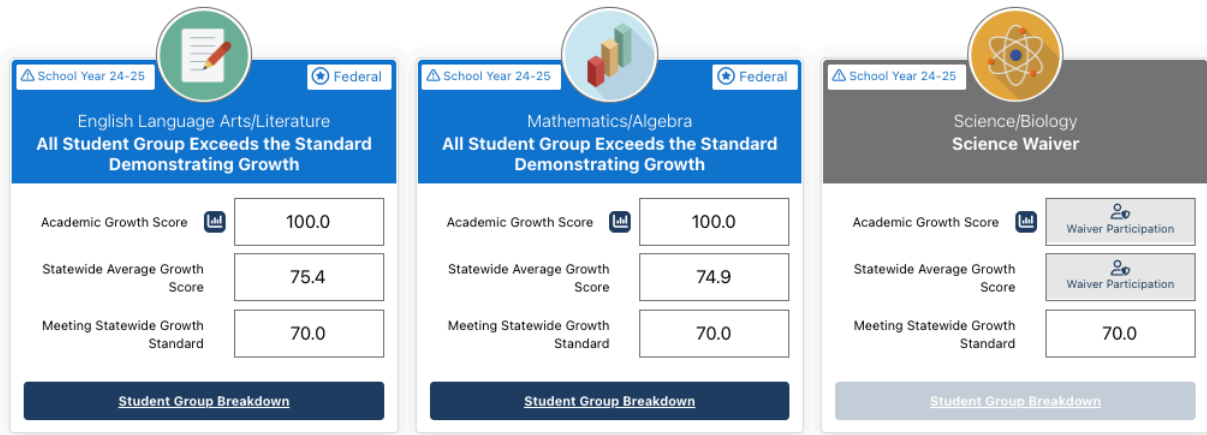 School Year 24-25
Federal
English Language Arts/Literature
All Student Group Exceeds the Standard
Demonstrating Growth
Academic Growth Score
100.0
Statewide Average Growth
Score
75.4
Meeting Statewide Growth
Standard
70.0
Student Group Breakdown
School Year 24-25
Federal
Mathematics/Algebra
All Student Group Exceeds the Standard
Demonstrating Growth
Academic Growth Score
100.0
Statewide Average Growth
Score
74.9
Meeting Statewide Growth
Standard
70.0
Student Group Breakdown
School Year 24-25
Science/Biology
Science Waiver
Academic Growth Score
Waiver Participation
Statewide Average Growth
Score
Waiver Participation
Meeting Statewide Growth
Standard
70.0
Student Group Breakdown